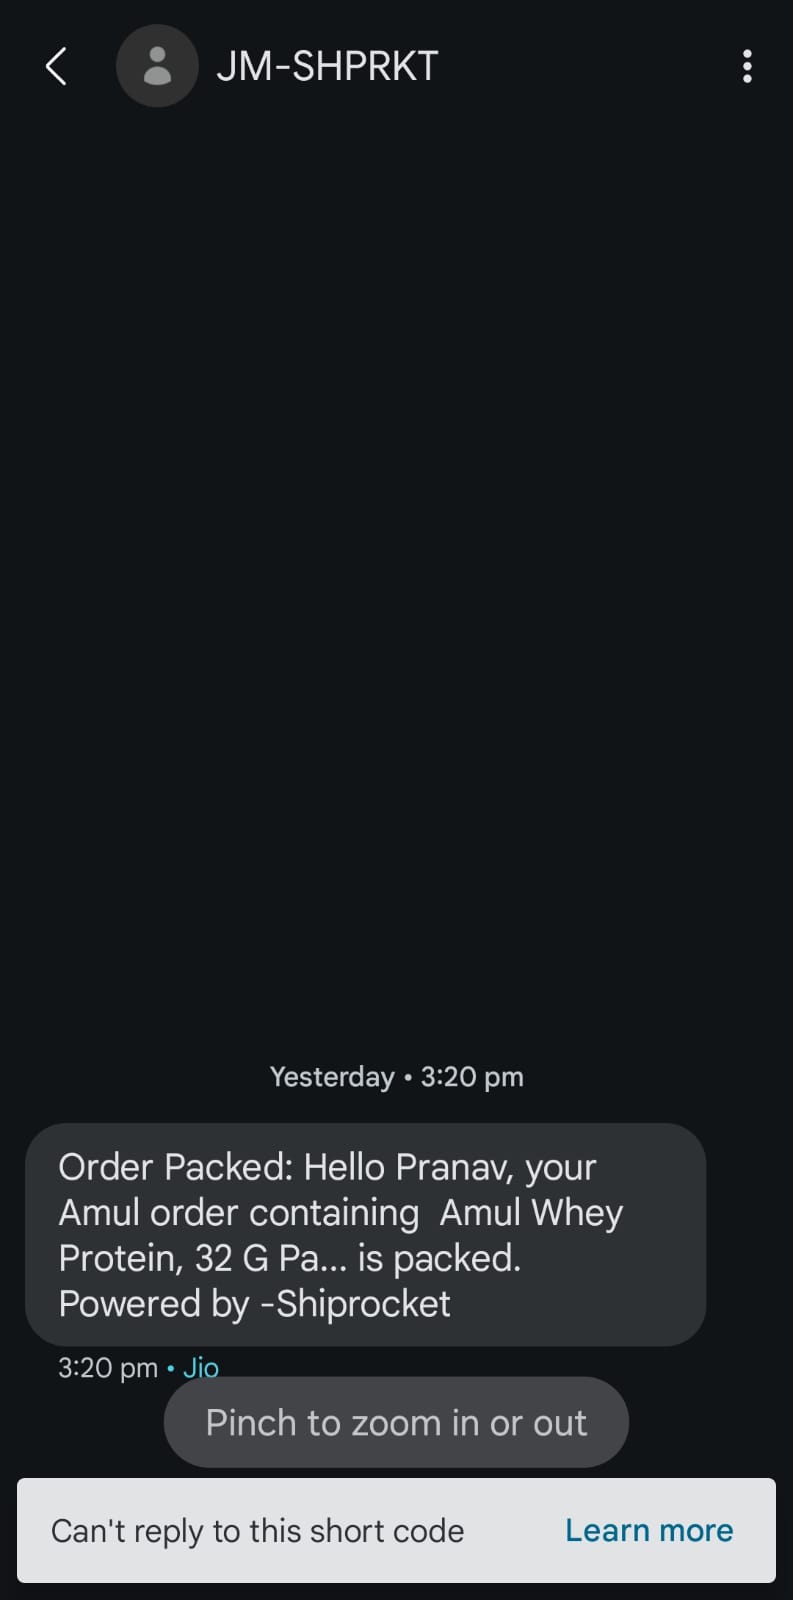 JM-SHPRKT
Yesterday • 3:20 pm
Order Packed: Hello Pranav, your
Amul order containing  Amul Whey
Protein, 32 G Pa... is packed.
Powered by -Shiprocket
3:20 pm • Jio
Pinch to zoom in or out
Can't reply to this short code
Learn more